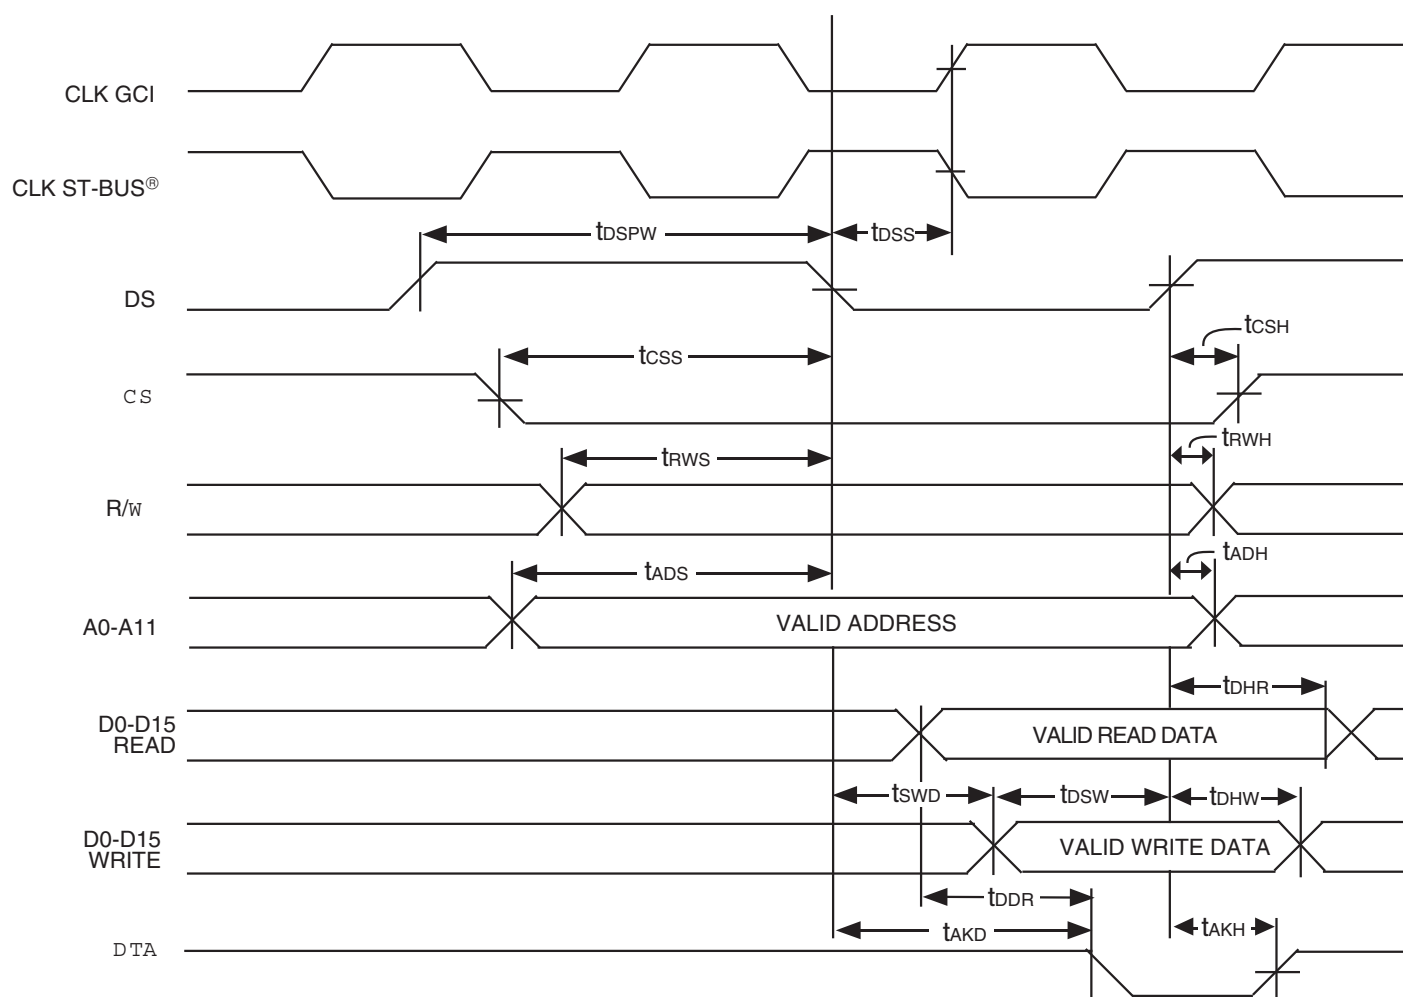 CLK GCI
CLK ST-BUS®
tDSPW
tDSS
DS
tCSH
tCSS
CS
tRWH
tRWS
R/W
tADH
tADS
A0-A11
VALID ADDRESS
tDHR
D0-D15
READ
VALID READ DATA
tSWD
tDSW
tDHW
D0-D15
WRITE
VALID WRITE DATA
tDDR
tAKD
tAKH
DTA